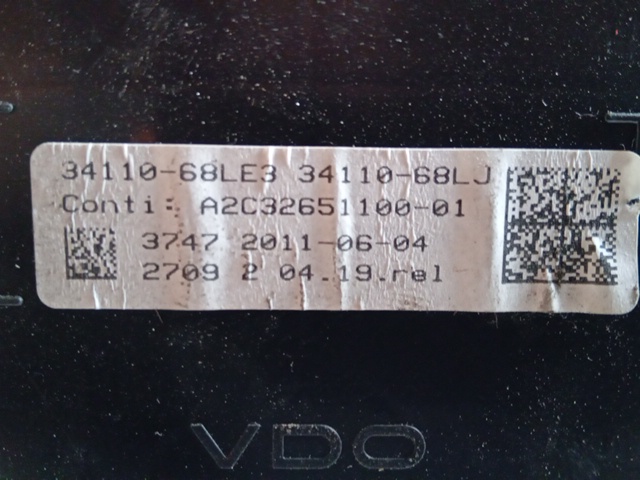 34110-68LE3 34110-68LJ
Conti: A2C32651100-01
3747 2011-06-04
2709 2 04.19.rel
VDO